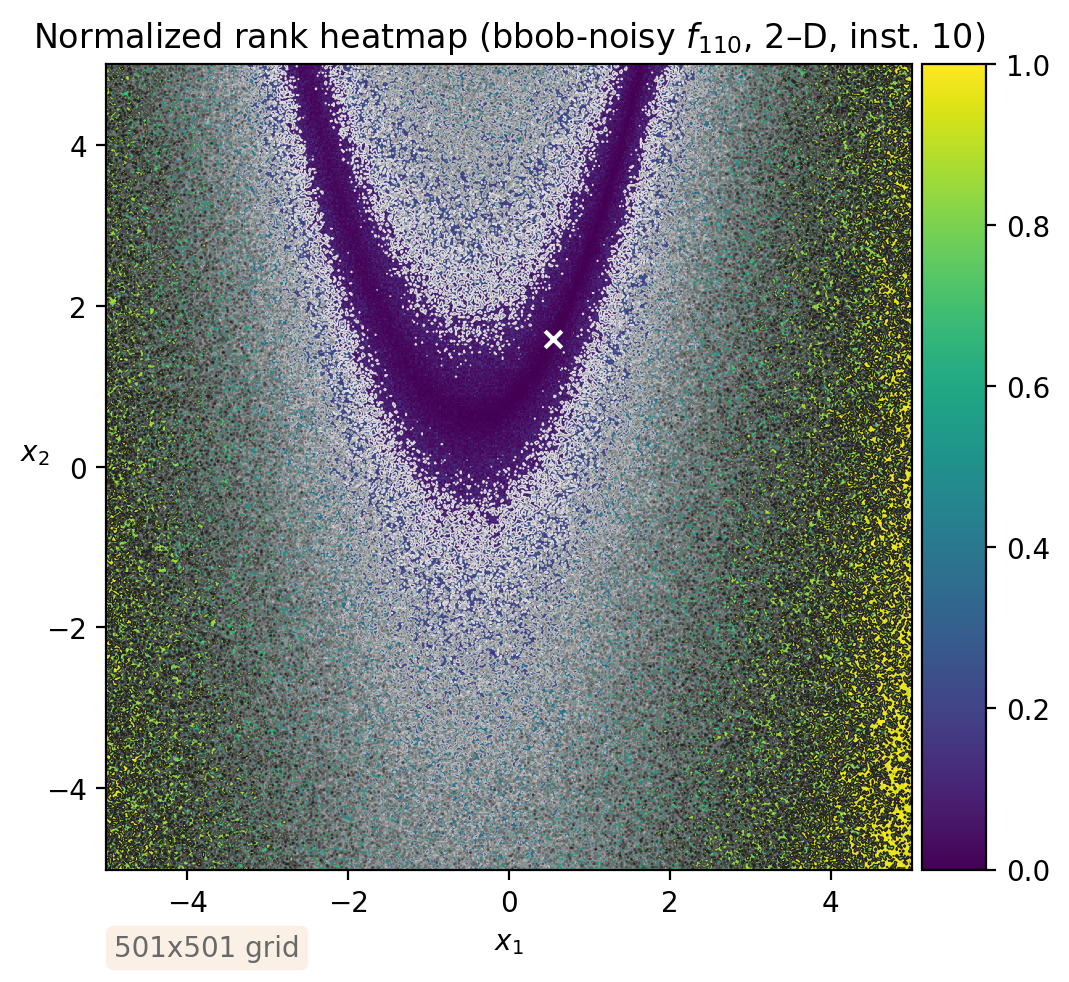 Normalized rank heatmap (bbob-noisy f₁₁₀, 2–D, inst. 10)
1.0
0.8
0.6
0.4
0.2
0.0
4
2
x₂ 0
−2
−4
−4 −2 0 2 4
x₁
501x501 grid